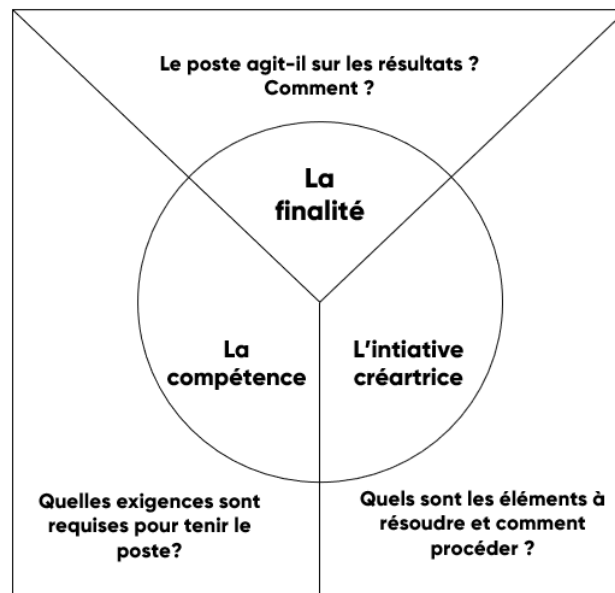 Le poste agit-il sur les résultats ?
Comment ?
La
finalité
La
compétence
L'intiative
créartrice
Quelles exigences sont
requises pour tenir le
poste?
Quels sont les éléments à
résoudre et comment
procéder ?